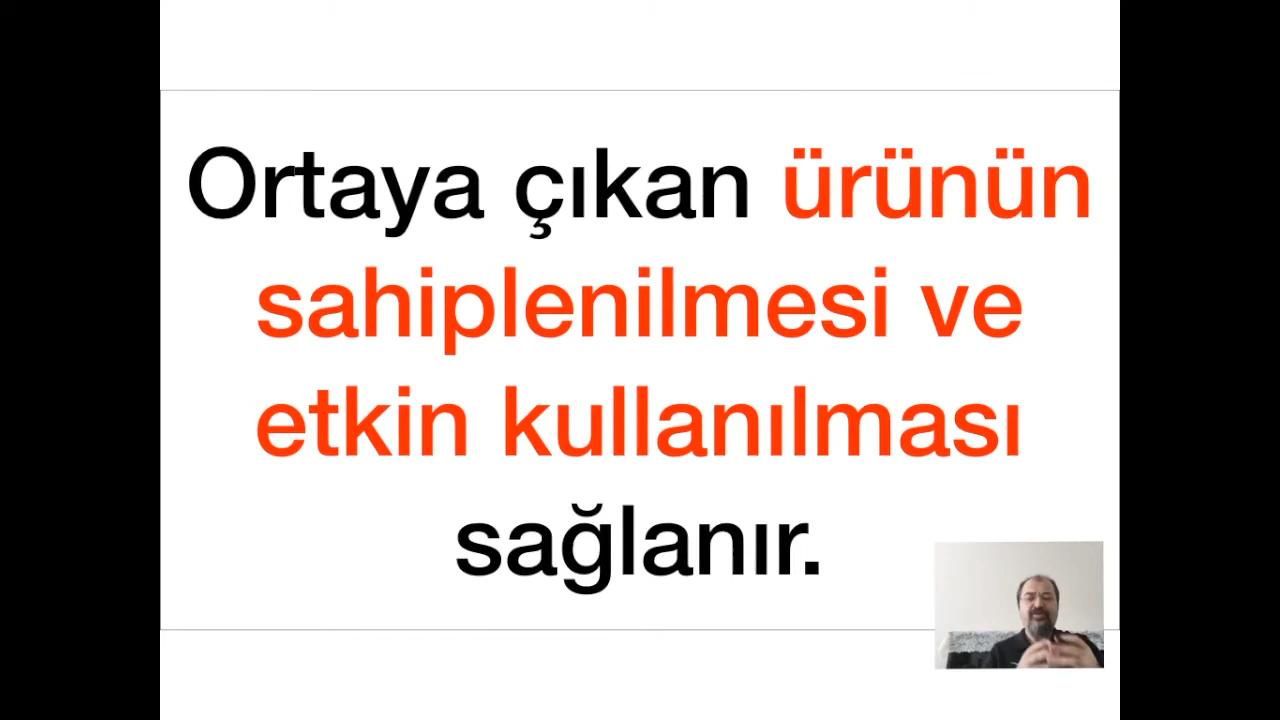 Ortaya çıkan ürünün
sahiplenilmesi ve
etkin kullanılması
sağlanır.